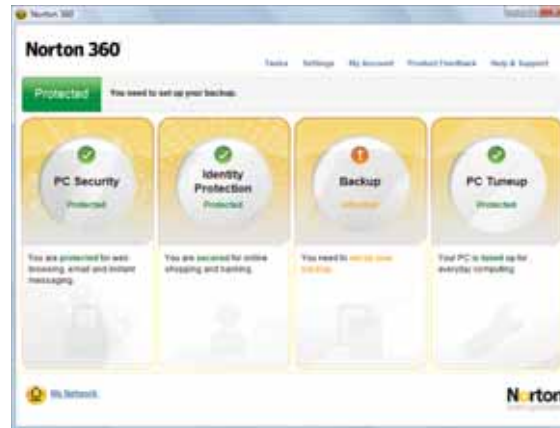 Norton 360
Norton 360
Tasks Settings My Account Product Feedback Help & Support
Protected You need to set up your backup.
PC Security
Protected
Identity
Protection
Protected
Backup
PC Tuneup
Protected
You are protected for web
browsing, email and instant
messaging.
You are secured for online
shopping and banking.
You need to set up your
backup.
Your PC is tuned up for
everyday computing
My Network
Norton